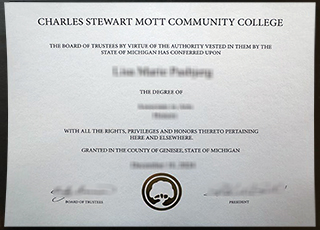 CHARLES STEWART MOTT COMMUNITY COLLEGE
THE BOARD OF TRUSTEES BY VIRTUE OF THE AUTHORITY VESTED IN THEM BY THE
STATE OF MICHIGAN HAS CONFERRED UPON
THE DEGREE OF
WITH ALL THE RIGHTS, PRIVILEGES AND HONORS THERETO PERTAINING
HERE AND ELSEWHERE.
GRANTED IN THE COUNTY OF GENESEE, STATE OF MICHIGAN
BOARD OF TRUSTEES
PRESIDENT